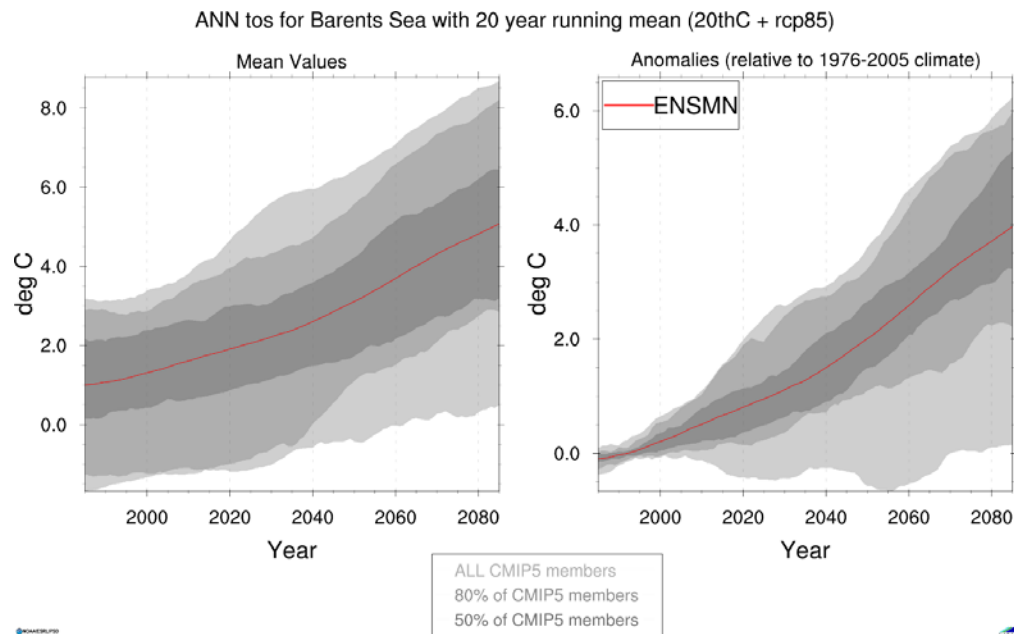 ANN tos for Barents Sea with 20 year running mean (20thC + rcp85)
Mean Values
8.0
6.0
4.0
2.0
0.0
deg C
2000 2020 2040 2060 2080
Year
Anomalies (relative to 1976-2005 climate)
ENSMN
6.0
4.0
2.0
0.0
deg C
2000 2020 2040 2060 2080
Year
ALL CMIP5 members
80% of CMIP5 members
50% of CMIP5 members